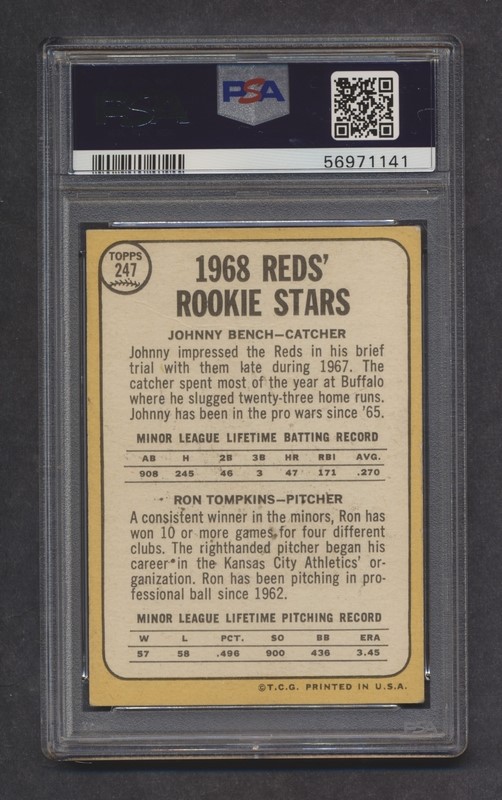 PSA
56971141
TOPPS
247
1968 REDS'
ROOKIE STARS
JOHNNY BENCH—CATCHER
Johnny impressed the Reds in his brief
trial with them late during 1967. The
catcher spent most of the year at Buffalo
where he slugged twenty-three home runs.
Johnny has been in the pro wars since '65.
MINOR LEAGUE LIFETIME BATTING RECORD
AB H 2B 3B HR RBI AVG.
908 245 46 3 47 171 .270
RON TOMPKINS—PITCHER
A consistent winner in the minors, Ron has
won 10 or more games for four different
clubs. The righthanded pitcher began his
career in the Kansas City Athletics' or-
ganization. Ron has been pitching in pro-
fessional ball since 1962.
MINOR LEAGUE LIFETIME PITCHING RECORD
W L PCT. SO BB ERA
57 58 .496 900 436 3.45
©T.C.G. PRINTED IN U.S.A.
PSA